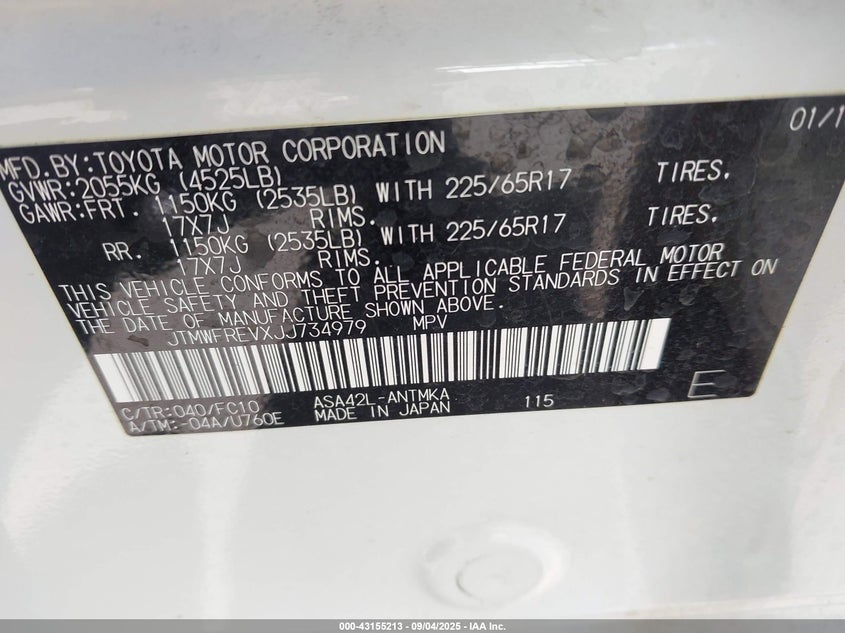 01/1
MFD.BY:TOYOTA MOTOR CORPORATION
GVWR:2055KG (4525LB)
GAWR:FRT. 1150KG (2535LB) WITH 225/65R17 TIRES.
17X7J RIMS.
RR. 1150KG (2535LB) WITH 225/65R17 TIRES.
17X7J RIMS.
THIS VEHICLE CONFORMS TO ALL APPLICABLE FEDERAL MOTOR
VEHICLE SAFETY AND THEFT PREVENTION STANDARDS IN EFFECT ON
THE DATE OF MANUFACTURE SHOWN ABOVE.
JTMWFREVXJJ734979 MPV
C/TR:040/FC10 ASA42L-ANTMKA 115 E
A/TM:-04A/U760E MADE IN JAPAN
000-43155213 - 09/04/2025 - IAA Inc.